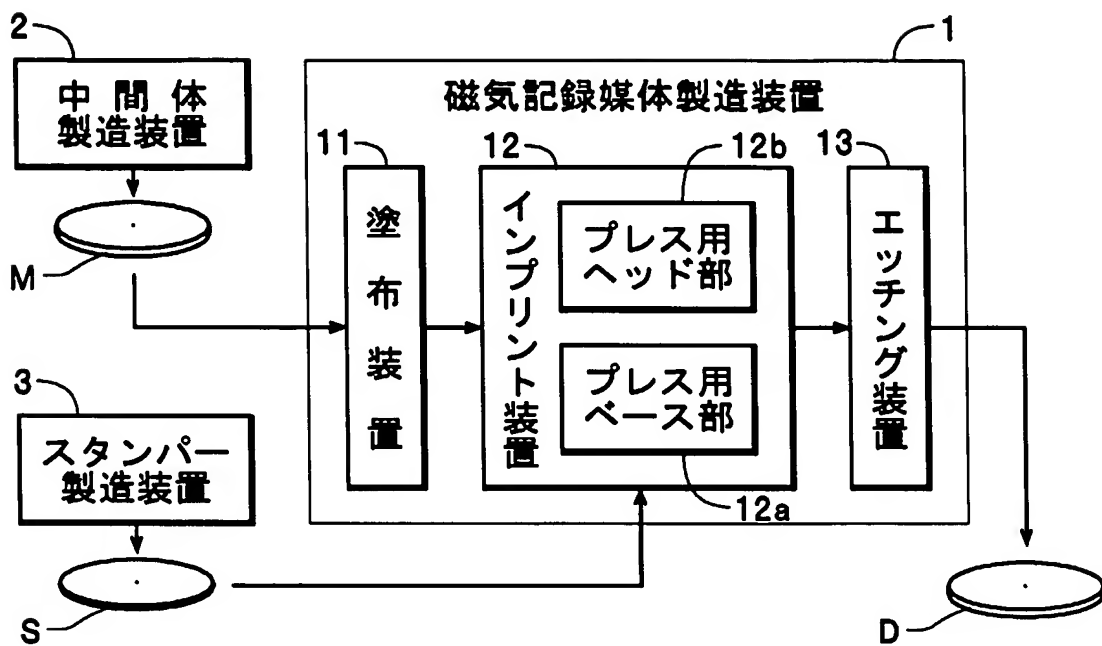 2
1
中間体
製造装置
磁気記録媒体製造装置
11
12
12b
13
塗布装置
インプリント装置
プレス用
ヘッド部
エッチング装置
M
プレス用
ベース部
3
スタンパー
製造装置
12a
S
D